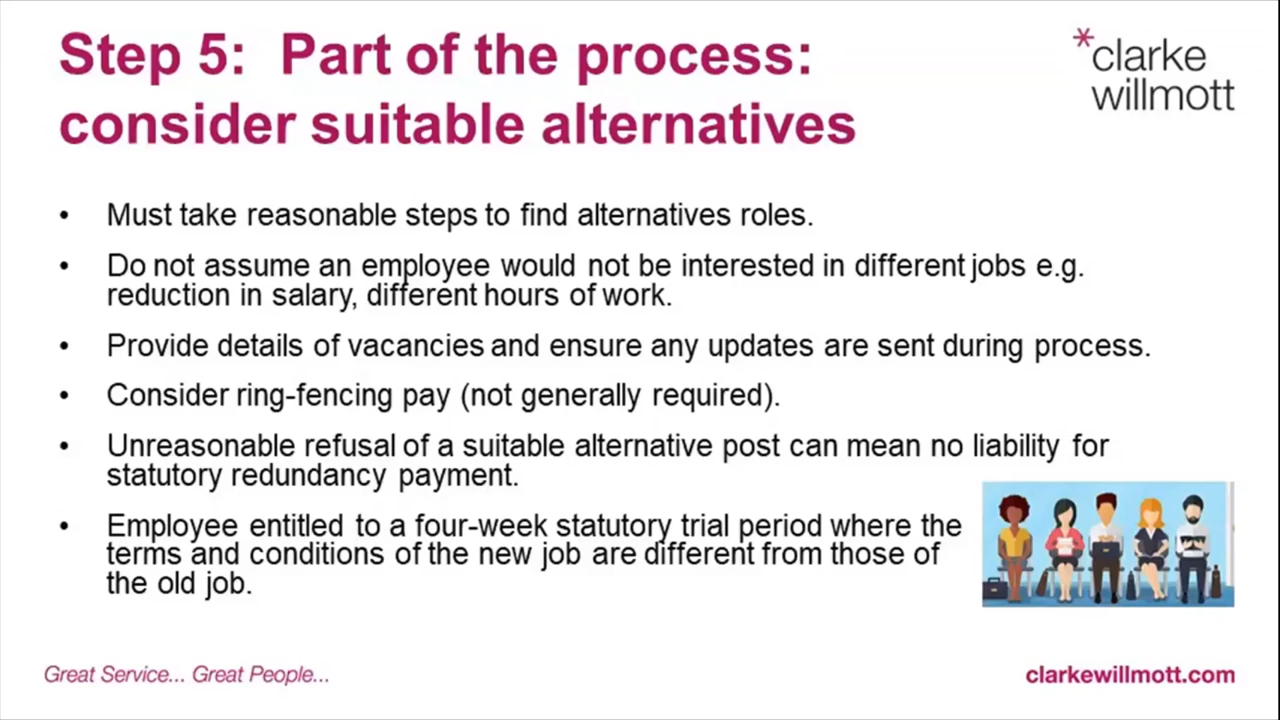 Step 5: Part of the process:
consider suitable alternatives
*clarke
willmott
• Must take reasonable steps to find alternatives roles.
• Do not assume an employee would not be interested in different jobs e.g.
reduction in salary, different hours of work.
• Provide details of vacancies and ensure any updates are sent during process.
• Consider ring-fencing pay (not generally required).
• Unreasonable refusal of a suitable alternative post can mean no liability for
statutory redundancy payment.
• Employee entitled to a four-week statutory trial period where the
terms and conditions of the new job are different from those of
the old job.
Great Service... Great People...
clarkewillmott.com